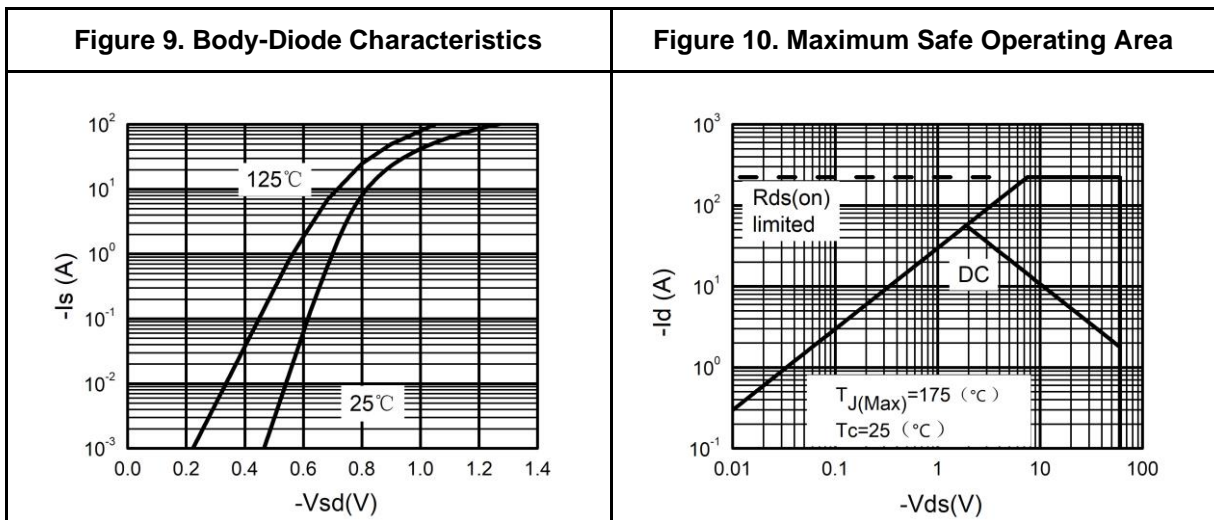 Figure 9. Body-Diode Characteristics
Figure 10. Maximum Safe Operating Area
-Is (A)
10²
10¹
10⁰
10⁻¹
10⁻²
10⁻³
125℃
25℃
0.0 0.2 0.4 0.6 0.8 1.0 1.2 1.4
-Vsd(V)
-Id (A)
10³
10²
10¹
10⁰
10⁻¹
Rds(on)
limited
DC
TJ(Max)=175（℃）
Tc=25（℃）
0.01 0.1 1 10 100
-Vds(V)